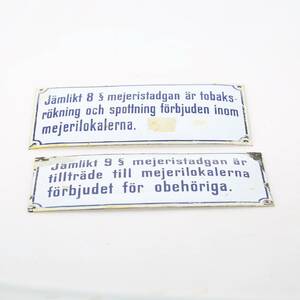 Jämlikt 8 § mejeristadgan är tobaks-
rökning och spottning förbjuden inom
mejerilokalerna.
Jämlikt 9 § mejeristadgan är
tillträde till mejerilokalerna
förbjudet för obehöriga.